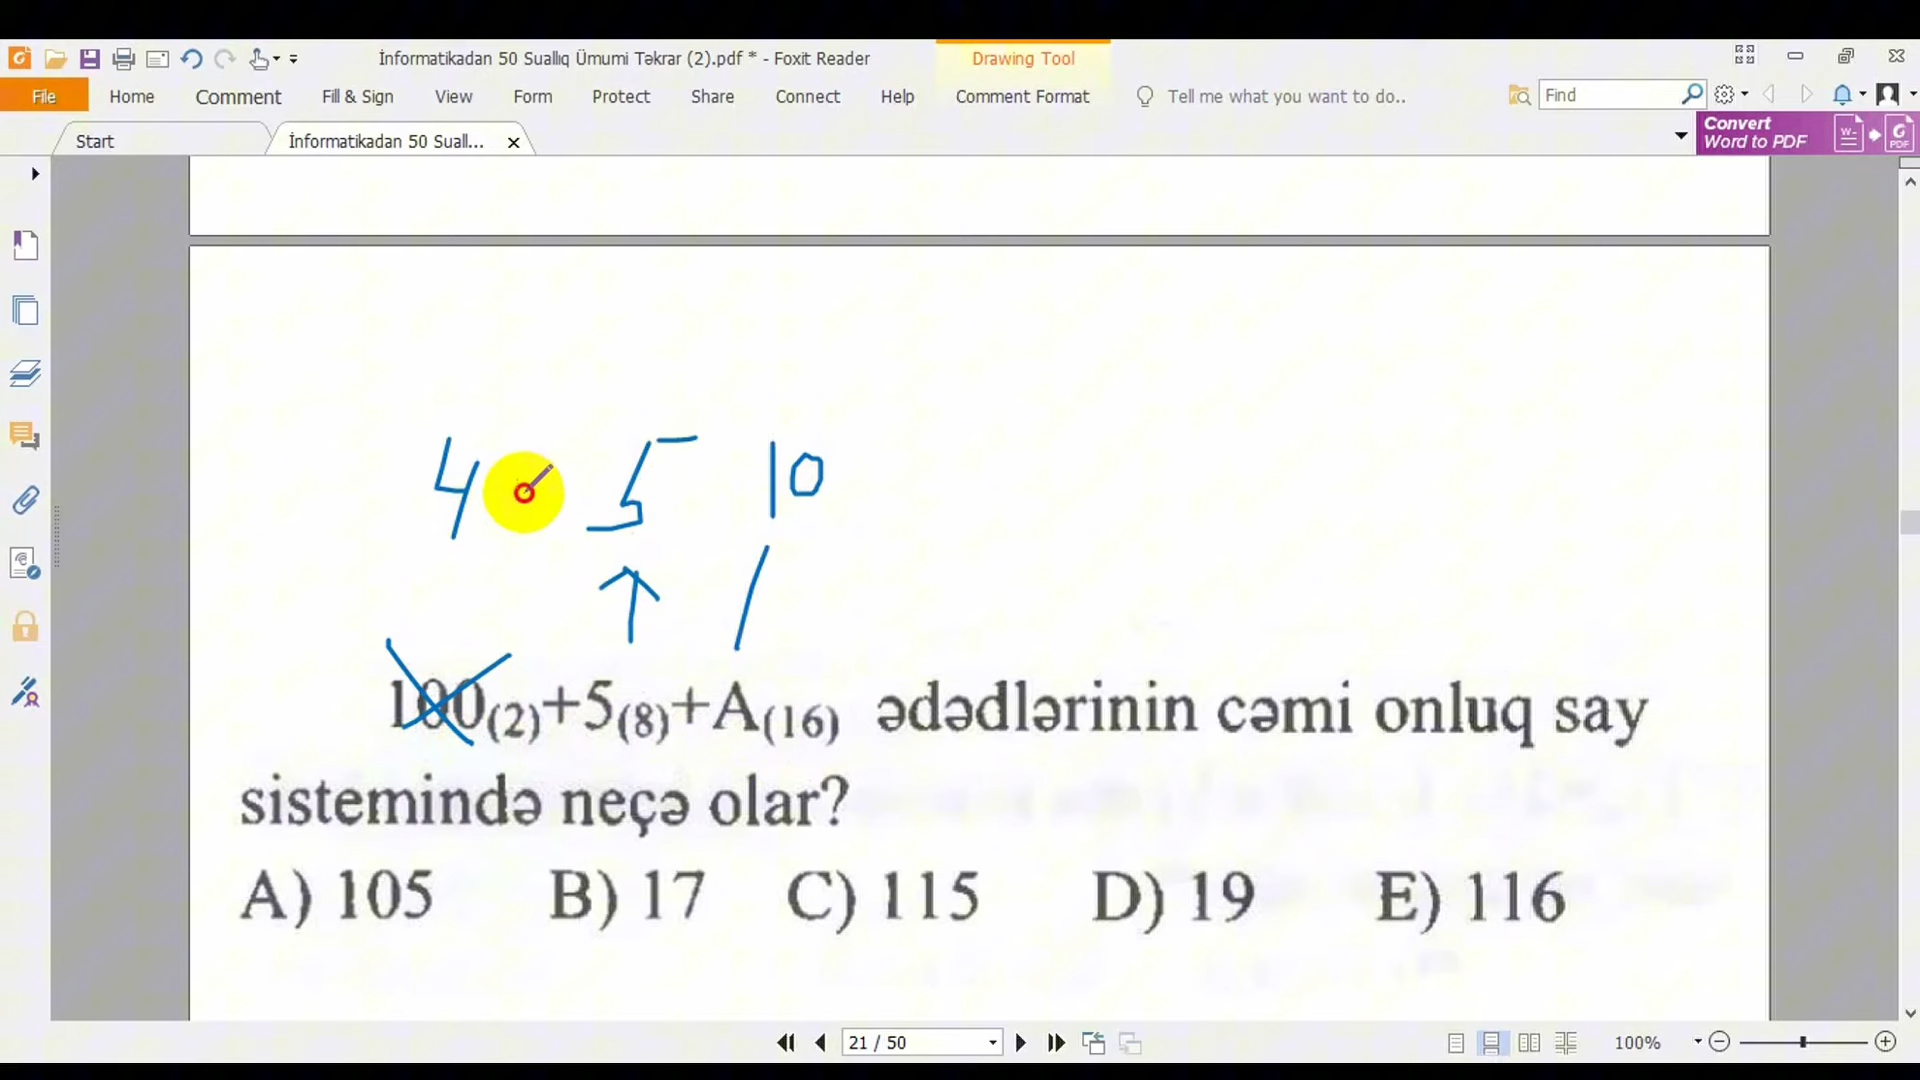 İnformatikadan 50 Suallıq Ümumi Təkrar (2).pdf * - Foxit Reader
Drawing Tool
File Home Comment Fill & Sign View Form Protect Share Connect Help Comment Format Tell me what you want to do.. Find
Start İnformatikadan 50 Suall...
Convert
Word to PDF
4 5 10
100(2)+5(8)+A(16) ədədlərinin cəmi onluq say
sistemində neçə olar?
A) 105 B) 17 C) 115 D) 19 E) 116
21 / 50 100%